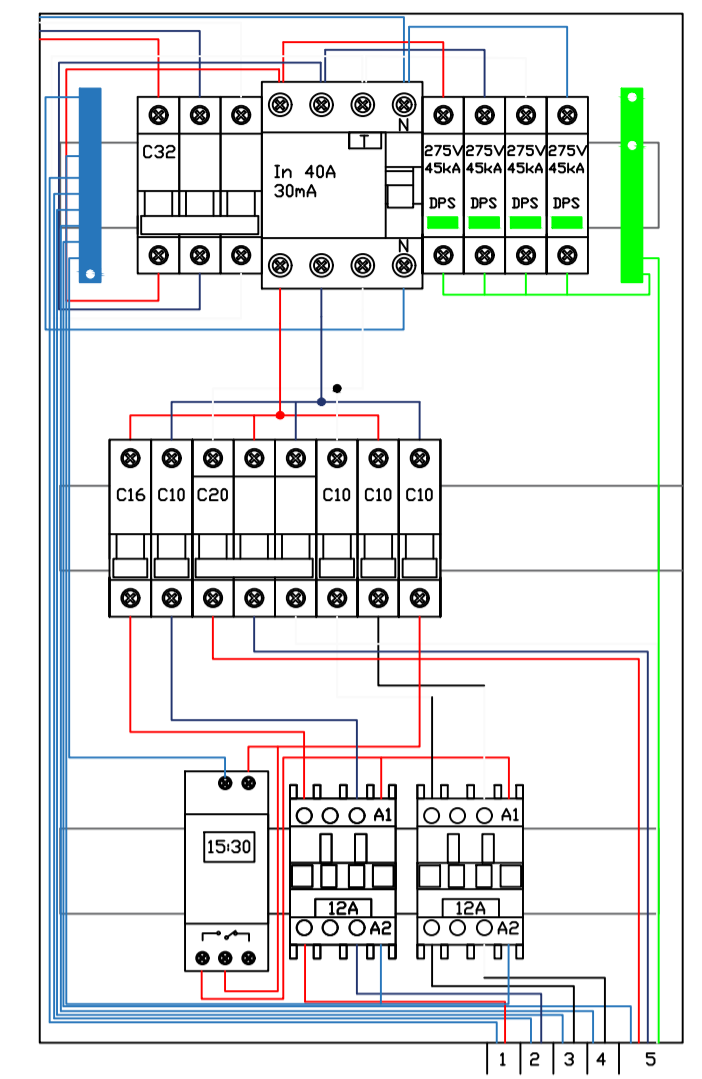 N
T
C32
In 40A
30mA
275V 275V 275V 275V
45kA 45kA 45kA 45kA
DPS DPS DPS DPS
N
C16 C10 C20 C10 C10 C10
A1 A1
15:30
12A 12A
A2 A2
1 2 3 4 5